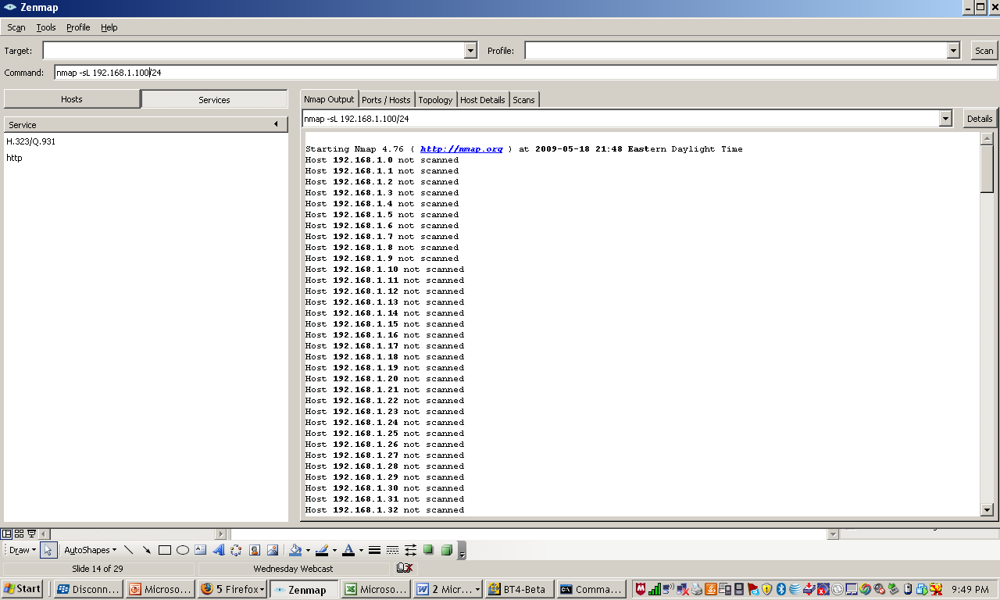 Zenmap
Scan Tools Profile Help
Target: Profile: Scan
Command: nmap -sL 192.168.1.100/24
Hosts Services
Nmap Output Ports / Hosts Topology Host Details Scans
nmap -sL 192.168.1.100/24 Details
Service
H.323/Q.931
http
Starting Nmap 4.76 ( http://nmap.org ) at 2009-05-18 21:48 Eastern Daylight Time
Host 192.168.1.0 not scanned
Host 192.168.1.1 not scanned
Host 192.168.1.2 not scanned
Host 192.168.1.3 not scanned
Host 192.168.1.4 not scanned
Host 192.168.1.5 not scanned
Host 192.168.1.6 not scanned
Host 192.168.1.7 not scanned
Host 192.168.1.8 not scanned
Host 192.168.1.9 not scanned
Host 192.168.1.10 not scanned
Host 192.168.1.11 not scanned
Host 192.168.1.12 not scanned
Host 192.168.1.13 not scanned
Host 192.168.1.14 not scanned
Host 192.168.1.15 not scanned
Host 192.168.1.16 not scanned
Host 192.168.1.17 not scanned
Host 192.168.1.18 not scanned
Host 192.168.1.19 not scanned
Host 192.168.1.20 not scanned
Host 192.168.1.21 not scanned
Host 192.168.1.22 not scanned
Host 192.168.1.23 not scanned
Host 192.168.1.24 not scanned
Host 192.168.1.25 not scanned
Host 192.168.1.26 not scanned
Host 192.168.1.27 not scanned
Host 192.168.1.28 not scanned
Host 192.168.1.29 not scanned
Host 192.168.1.30 not scanned
Host 192.168.1.31 not scanned
Host 192.168.1.32 not scanned
Draw AutoShapes
Slide 14 of 29 Wednesday Webcast
Start Disconn... Microso... 5 Firefox Zenmap Microso... 2 Micr... BT4-Beta Comma... 9:49 PM